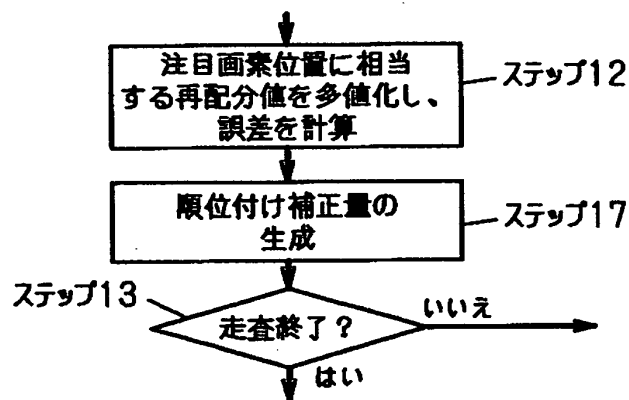 注目画素位置に相当
する再配分値を多値化し、
誤差を計算
ステップ12
順位付け補正量の
生成
ステップ17
ステップ13
走査終了？
いいえ
はい